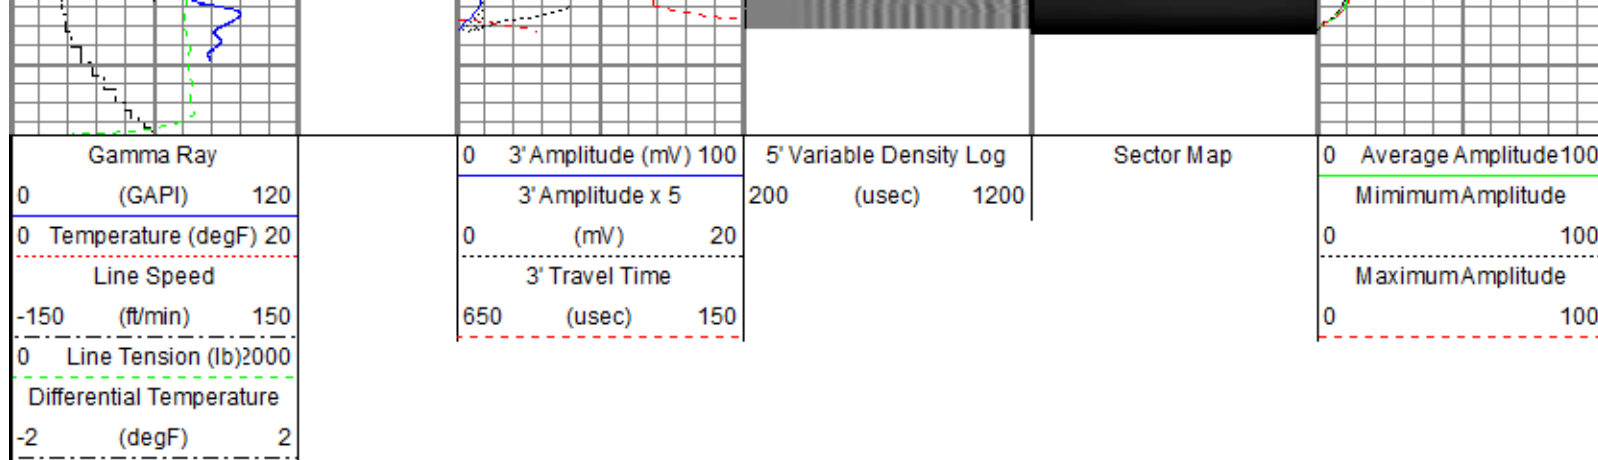 Gamma Ray
0 (GAPI) 120
0 Temperature (degF) 20
Line Speed
-150 (ft/min) 150
0 Line Tension (lb) 2000
Differential Temperature
-2 (degF) 2
0 3' Amplitude (mV) 100
3' Amplitude x 5
0 (mV) 20
3' Travel Time
650 (usec) 150
5' Variable Density Log
200 (usec) 1200
Sector Map
0 Average Amplitude 100
Mimimum Amplitude
0 100
Maximum Amplitude
0 100